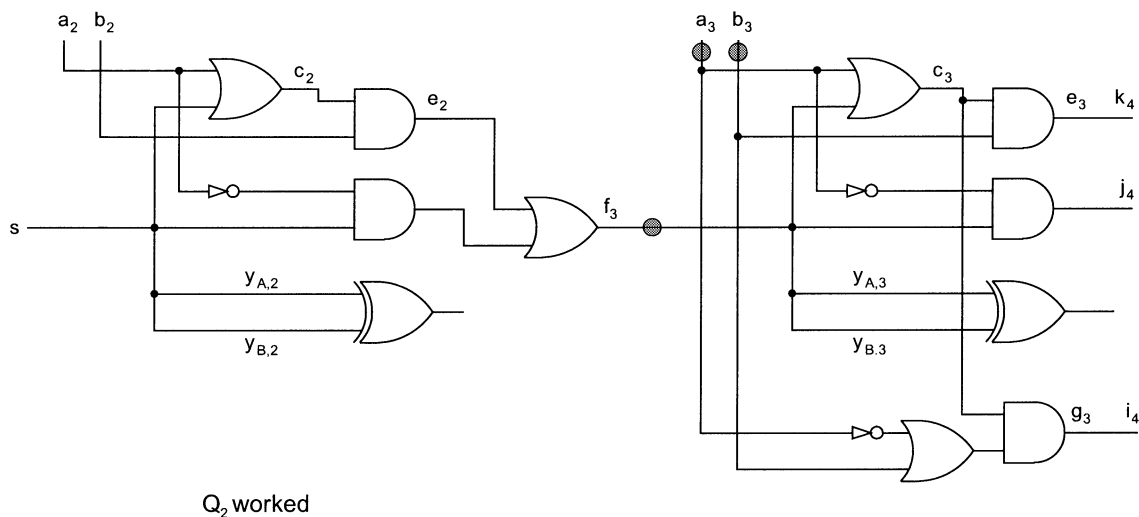 a2 b2
a3 b3
c2
e2
c3
e3 k4
j4
s
f3
yA,2
yB,2
yA,3
yB.3
g3 i4
Q2 worked